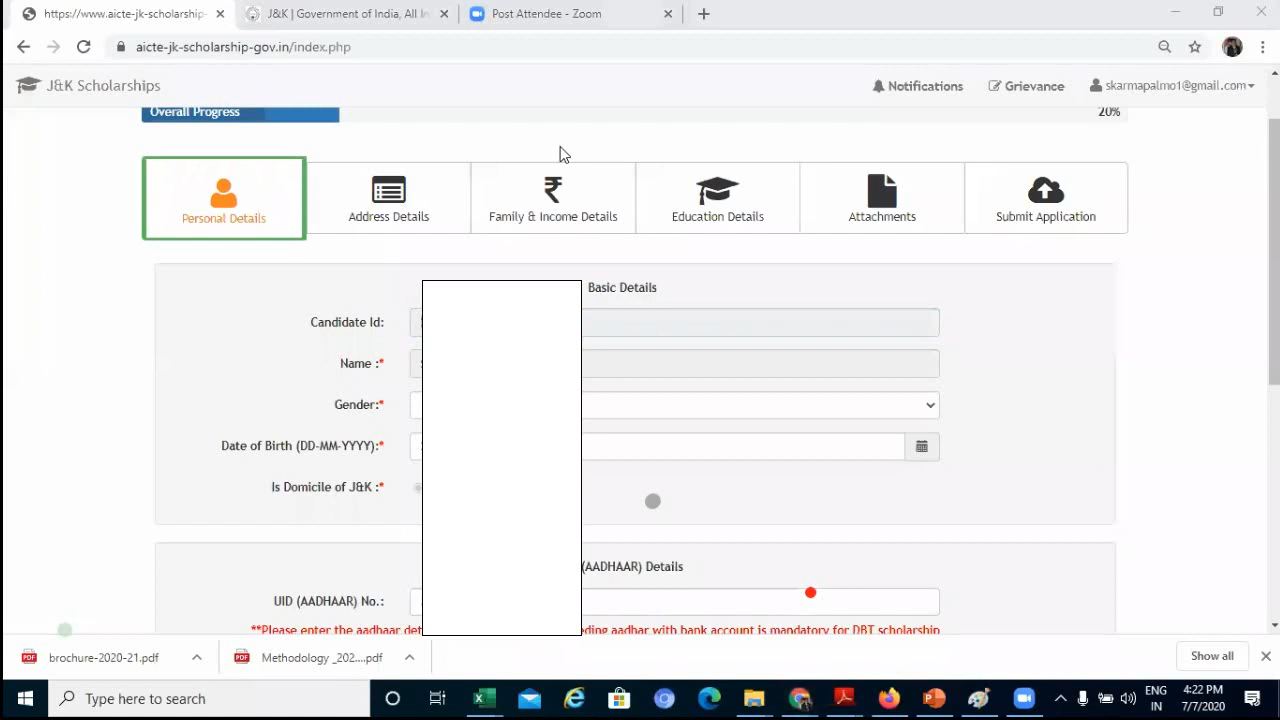 https://www.aicte-jk-scholarship-
J&K | Government of India, All In
Post Attendee - Zoom
aicte-jk-scholarship-gov.in/index.php
J&K Scholarships
Notifications
Grievance
skarmapalmo1@gmail.com
Overall Progress
20%
Personal Details
Address Details
Family & Income Details
Education Details
Attachments
Submit Application
Basic Details
Candidate Id:
Name :*
Gender:*
Date of Birth (DD-MM-YYYY):*
Is Domicile of J&K :*
(AADHAAR) Details
UID (AADHAAR) No.:
**Please enter the aadhaar det
eding aadhar with bank account is mandatory for DBT scholarship
brochure-2020-21.pdf
Methodology _202....pdf
Show all
Type here to search
ENG
IN
4:22 PM
7/7/2020